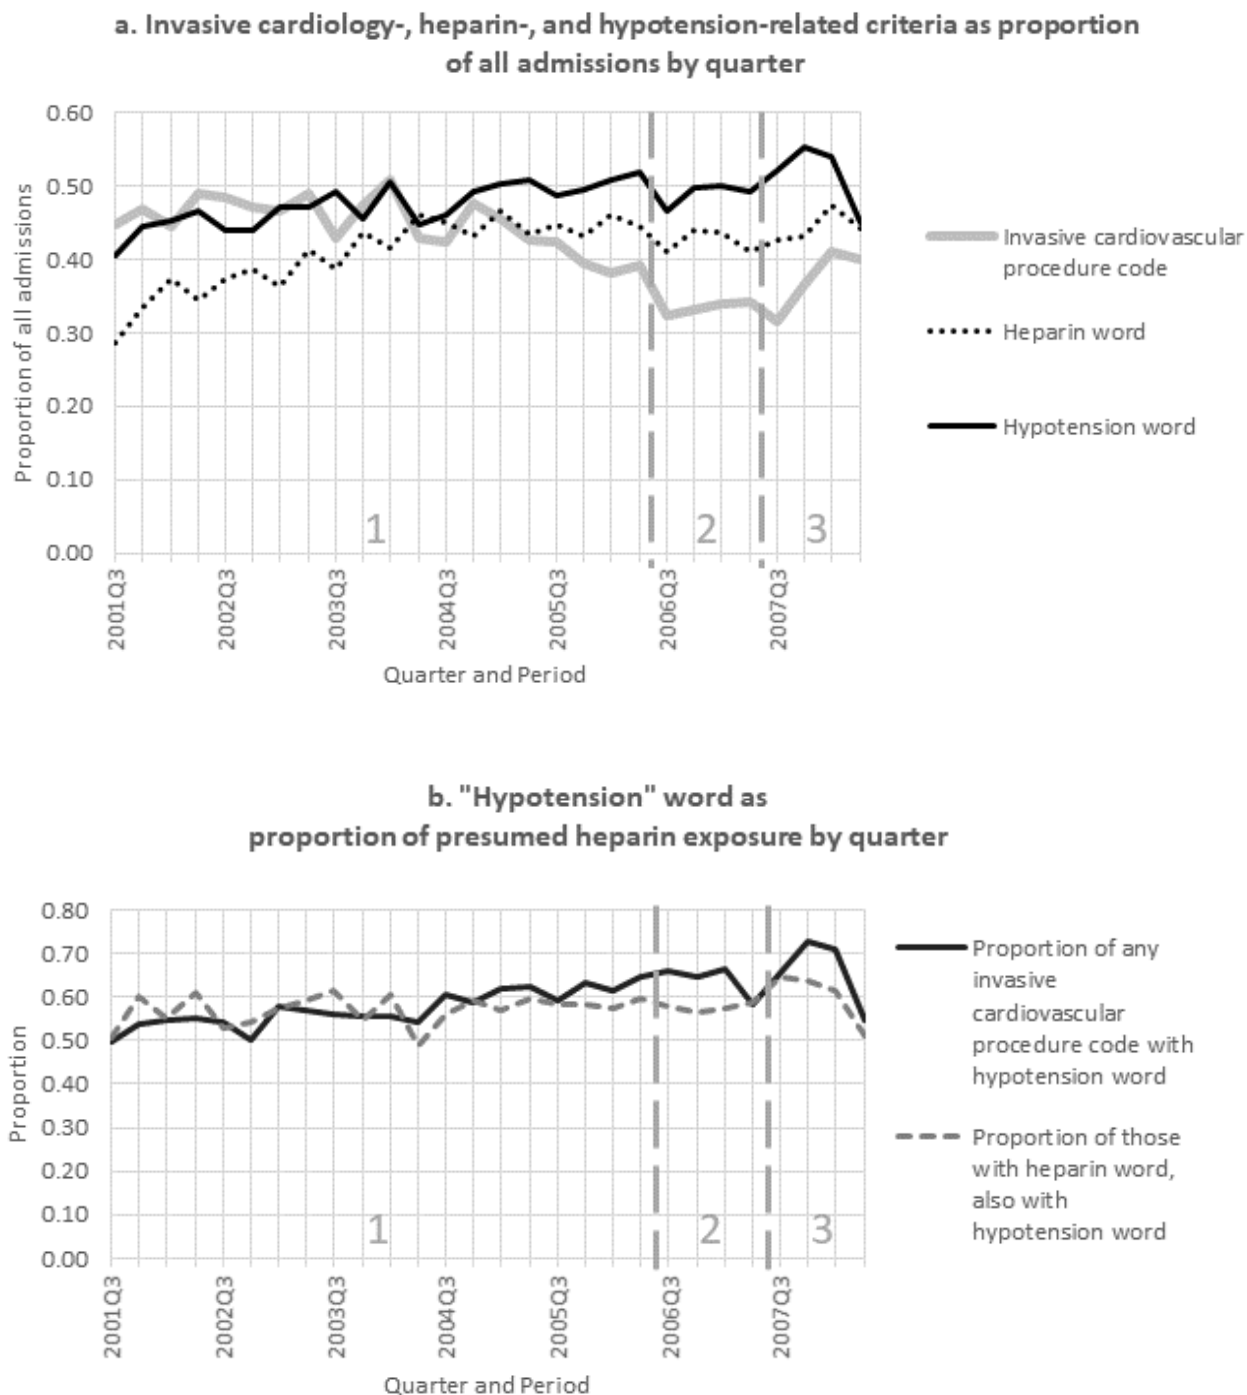 a. Invasive cardiology-, heparin-, and hypotension-related criteria as proportion
of all admissions by quarter
Proportion of all admissions
0.60
0.50
0.40
0.30
0.20
0.10
0.00
1
2
3
2001Q3
2002Q3
2003Q3
2004Q3
2005Q3
2006Q3
2007Q3
Quarter and Period
Invasive cardiovascular
procedure code
Heparin word
Hypotension word
b. "Hypotension" word as
proportion of presumed heparin exposure by quarter
Proportion
0.80
0.70
0.60
0.50
0.40
0.30
0.20
0.10
0.00
1
2
3
2001Q3
2002Q3
2003Q3
2004Q3
2005Q3
2006Q3
2007Q3
Quarter and Period
Proportion of any
invasive
cardiovascular
procedure code with
hypotension word
Proportion of those
with heparin word,
also with
hypotension word